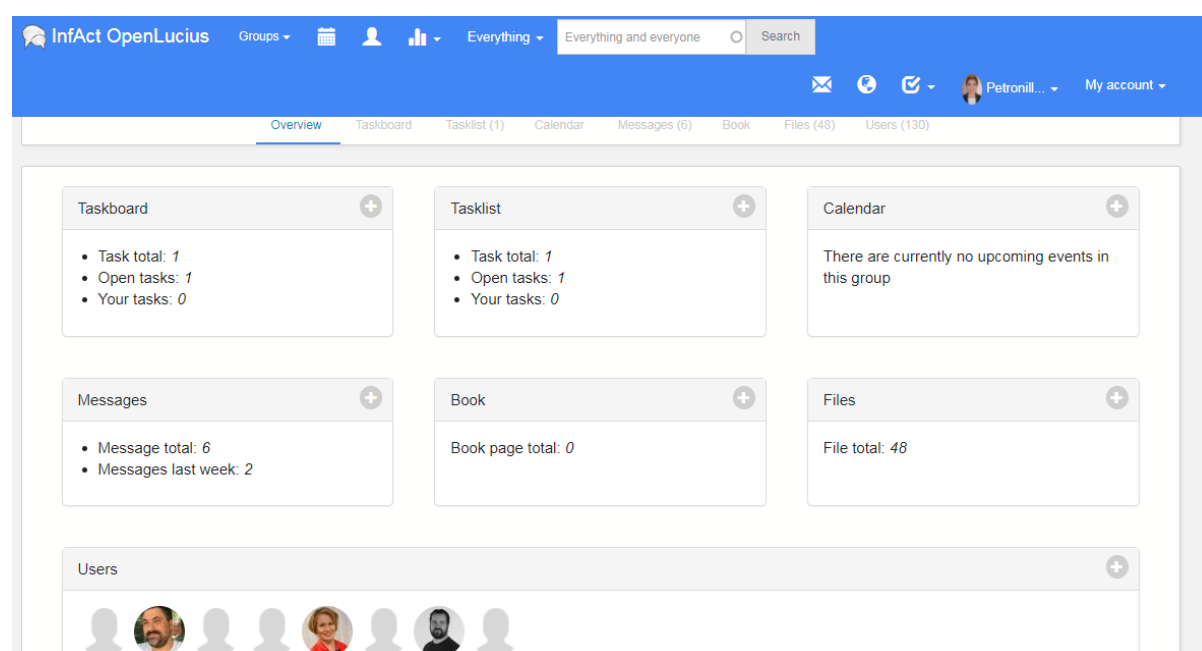 InfAct OpenLucius Groups Everything Everything and everyone Search
Petronill... My account
Overview Taskboard Tasklist (1) Calendar Messages (6) Book Files (48) Users (130)
Taskboard
Task total: 1
Open tasks: 1
Your tasks: 0
Tasklist
Task total: 1
Open tasks: 1
Your tasks: 0
Calendar
There are currently no upcoming events in
this group
Messages
Message total: 6
Messages last week: 2
Book
Book page total: 0
Files
File total: 48
Users